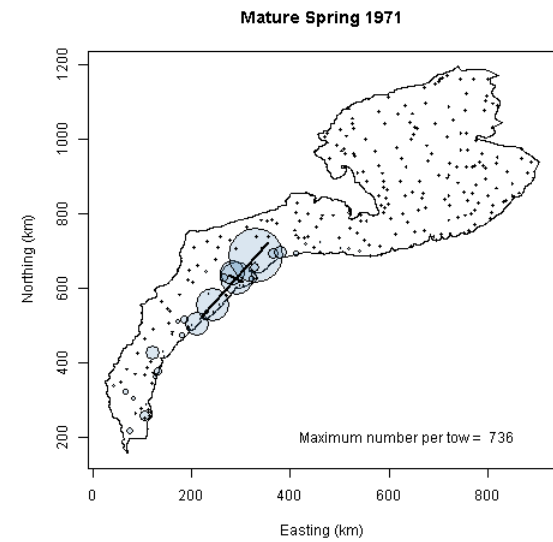 Mature Spring 1971
1200
1000
800
600
400
200
Northing (km)
Maximum number per tow = 736
0 200 400 600 800
Easting (km)